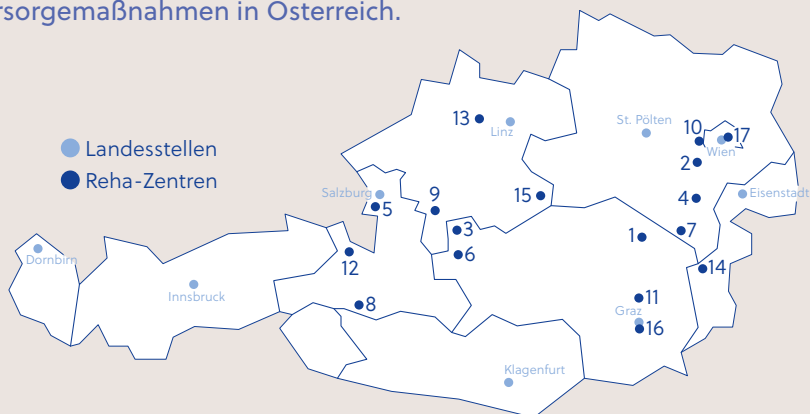 rsorgemaßnahmen in Österreich.
Landesstellen
Reha-Zentren
13
Linz
St. Pölten
10
17
Wien
2
Salzburg
5
9
15
4
Eisenstadt
3
6
1
7
14
Dornbirn
12
Innsbruck
8
11
Graz
16
Klagenfurt